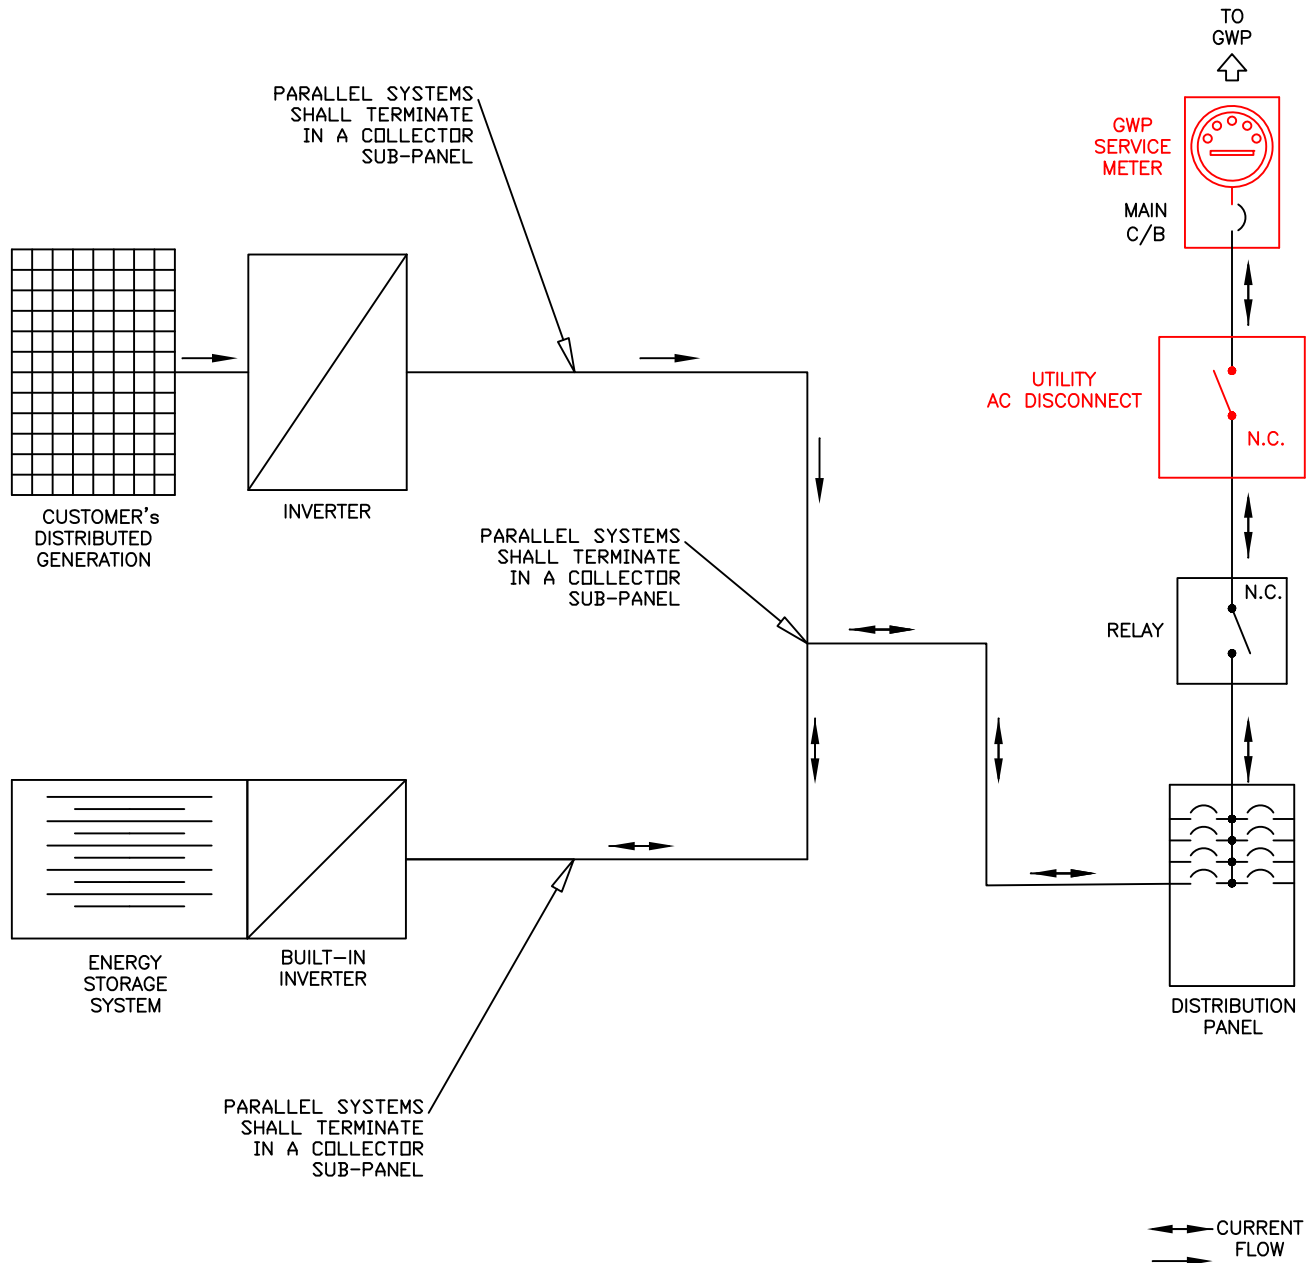 TO
GWP
PARALLEL SYSTEMS
SHALL TERMINATE
IN A COLLECTOR
SUB-PANEL
GWP
SERVICE
METER
MAIN
C/B
UTILITY
AC DISCONNECT
N.C.
INVERTER
CUSTOMER's
DISTRIBUTED
GENERATION
PARALLEL SYSTEMS
SHALL TERMINATE
IN A COLLECTOR
SUB-PANEL
N.C.
RELAY
ENERGY
STORAGE
SYSTEM
BUILT-IN
INVERTER
DISTRIBUTION
PANEL
PARALLEL SYSTEMS
SHALL TERMINATE
IN A COLLECTOR
SUB-PANEL
CURRENT
FLOW